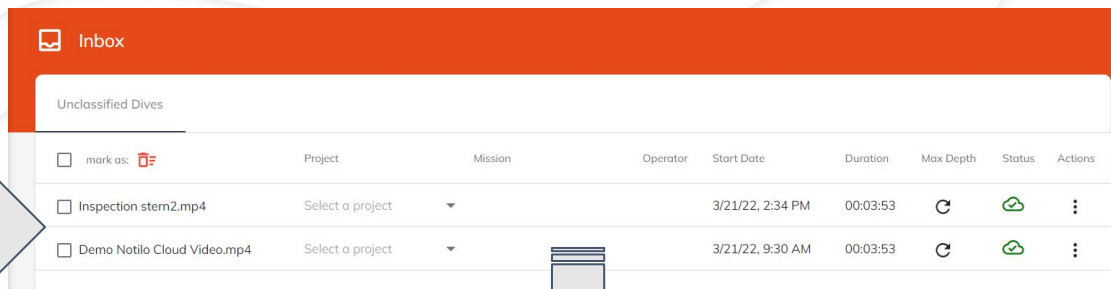 Inbox
Unclassified Dives
mark as: Project Mission Operator Start Date Duration Max Depth Status Actions
Inspection stern2.mp4 Select a project 3/21/22, 2:34 PM 00:03:53
Demo Notilo Cloud Video.mp4 Select a project 3/21/22, 9:30 AM 00:03:53